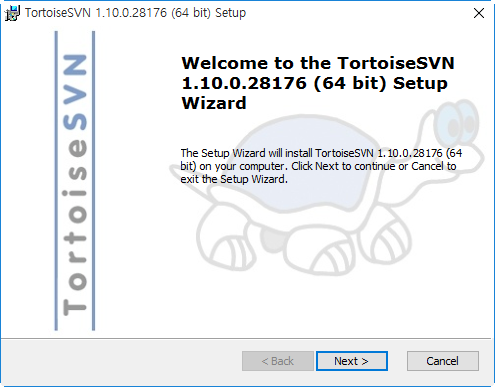 TortoiseSVN 1.10.0.28176 (64 bit) Setup
Welcome to the TortoiseSVN
1.10.0.28176 (64 bit) Setup
Wizard
The Setup Wizard will install TortoiseSVN 1.10.0.28176 (64
bit) on your computer. Click Next to continue or Cancel to
exit the Setup Wizard.
TortoiseSVN
< Back
Next >
Cancel